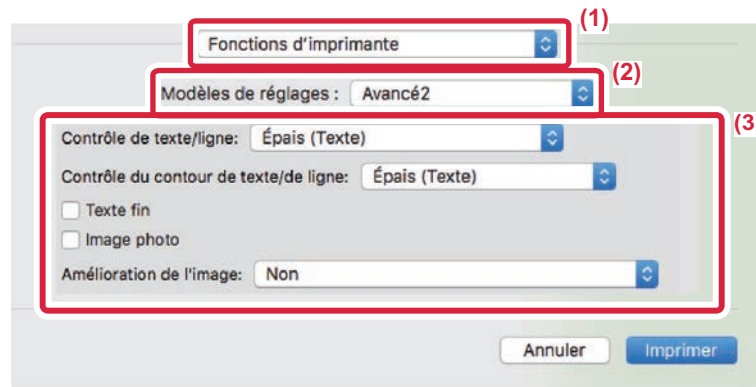 (1)
Fonctions d'imprimante
(2)
Modèles de réglages : Avancé2
(3
Contrôle de texte/ligne: Épais (Texte)
Contrôle du contour de texte/de ligne: Épais (Texte)
Texte fin
Image photo
Amélioration de l'image: Non
Annuler Imprimer